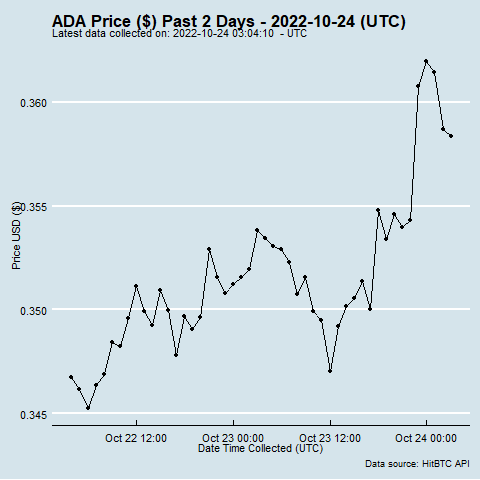 ADA Price ($) Past 2 Days - 2022-10-24 (UTC)
Latest data collected on: 2022-10-24 03:04:10 - UTC
0.360
0.355
0.350
0.345
Price USD ($)
Oct 22 12:00 Oct 23 00:00 Oct 23 12:00 Oct 24 00:00
Date Time Collected (UTC)
Data source: HitBTC API